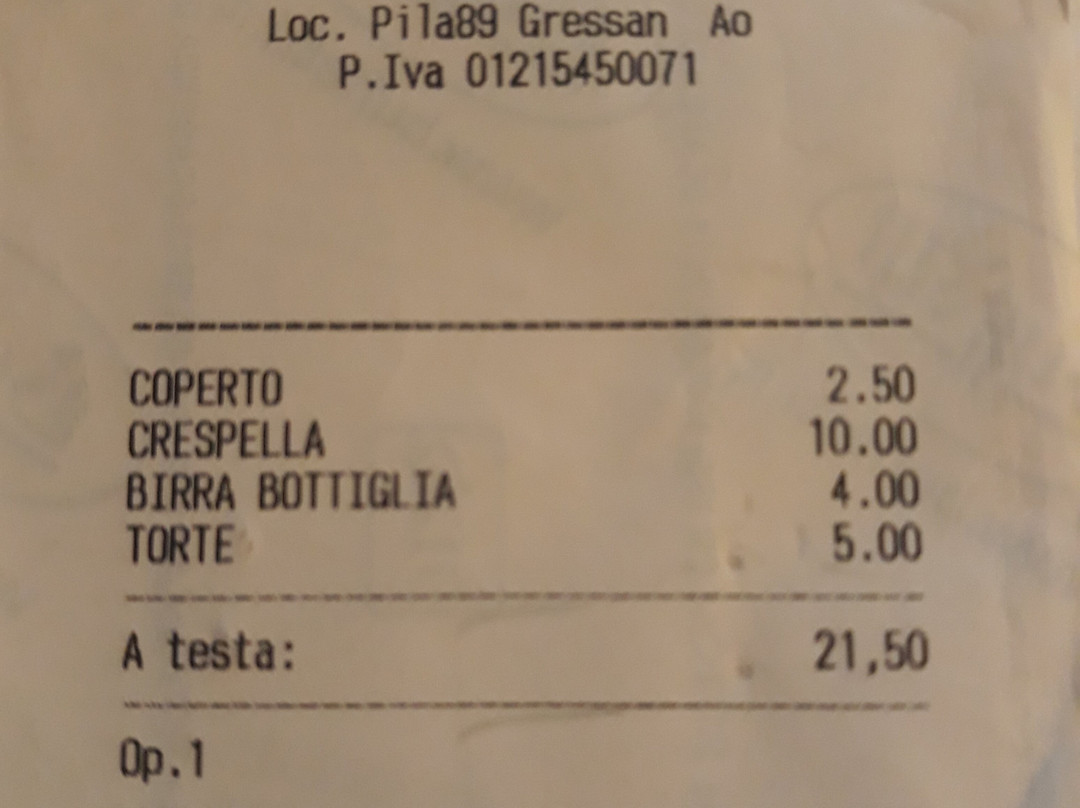 Loc. Pila89 Gressan Ao
P.Iva 01215450071
COPERTO 2.50
CRESPELLA 10.00
BIRRA BOTTIGLIA 4.00
TORTE 5.00
A testa: 21,50
Op.1